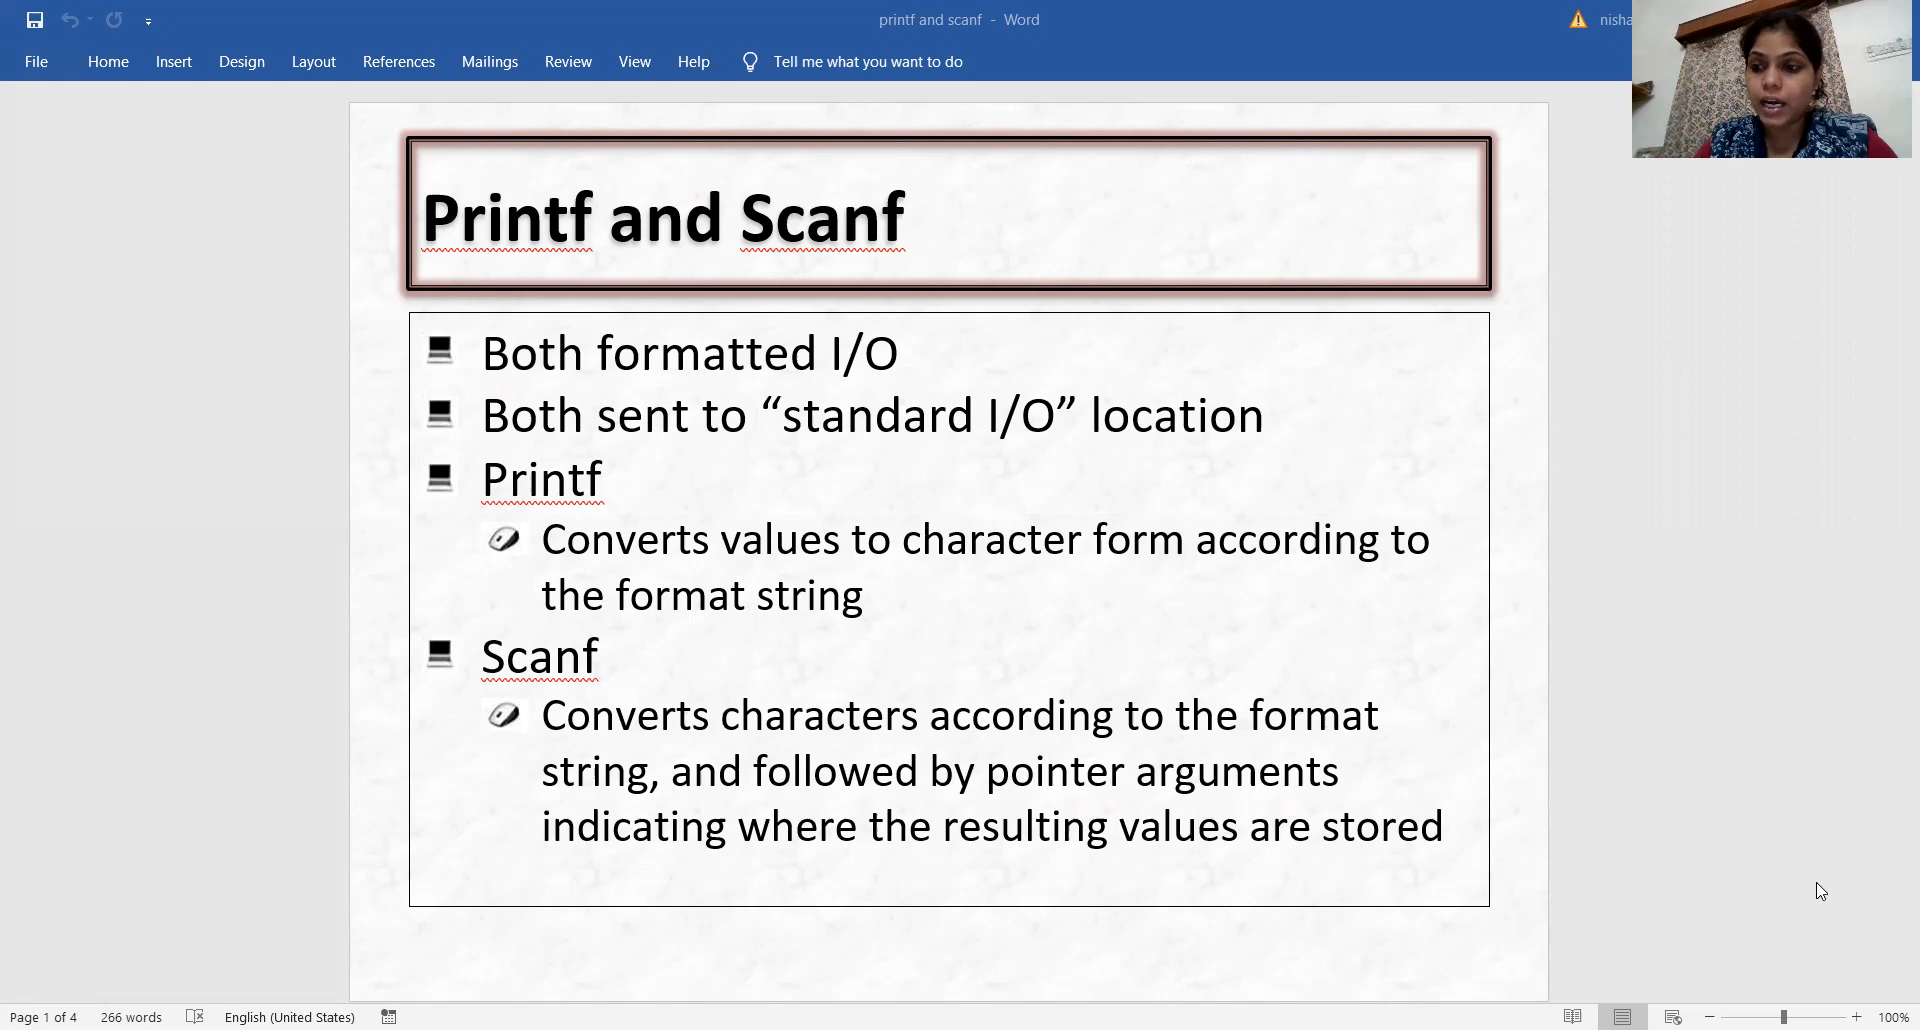 printf and scanf - Word
nisha
File Home Insert Design Layout References Mailings Review View Help Tell me what you want to do
Printf and Scanf
Both formatted I/O
Both sent to “standard I/O” location
Printf
Converts values to character form according to
the format string
Scanf
Converts characters according to the format
string, and followed by pointer arguments
indicating where the resulting values are stored
Page 1 of 4 266 words English (United States) 100%